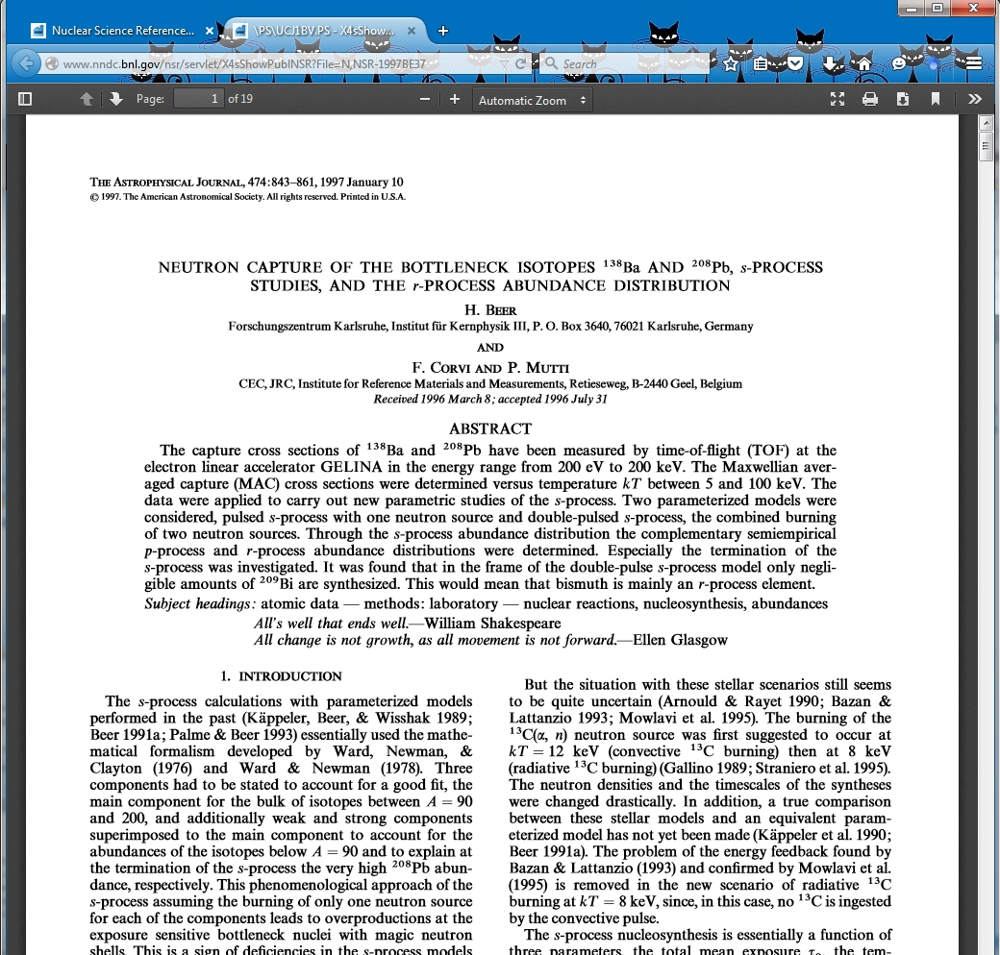 Nuclear Science Reference...
\PS\UCJ1BV.PS - X4sShow...
www.nndc.bnl.gov/nsr/servlet/X4sShowPubINSR?File=N,NSR-1997BE37
Search
Page: 1 of 19
Automatic Zoom
THE ASTROPHYSICAL JOURNAL, 474:843–861, 1997 January 10
© 1997. The American Astronomical Society. All rights reserved. Printed in U.S.A.
NEUTRON CAPTURE OF THE BOTTLENECK ISOTOPES ¹³⁸Ba AND ²⁰⁸Pb, s-PROCESS
STUDIES, AND THE r-PROCESS ABUNDANCE DISTRIBUTION
H. BEER
Forschungszentrum Karlsruhe, Institut für Kernphysik III, P. O. Box 3640, 76021 Karlsruhe, Germany
AND
F. CORVI AND P. MUTTI
CEC, JRC, Institute for Reference Materials and Measurements, Retieseweg, B-2440 Geel, Belgium
Received 1996 March 8; accepted 1996 July 31
ABSTRACT
The capture cross sections of ¹³⁸Ba and ²⁰⁸Pb have been measured by time-of-flight (TOF) at the
electron linear accelerator GELINA in the energy range from 200 eV to 200 keV. The Maxwellian aver-
aged capture (MAC) cross sections were determined versus temperature kT between 5 and 100 keV. The
data were applied to carry out new parametric studies of the s-process. Two parameterized models were
considered, pulsed s-process with one neutron source and double-pulsed s-process, the combined burning
of two neutron sources. Through the s-process abundance distribution the complementary semiempirical
p-process and r-process abundance distributions were determined. Especially the termination of the
s-process was investigated. It was found that in the frame of the double-pulse s-process model only negli-
gible amounts of ²⁰⁹Bi are synthesized. This would mean that bismuth is mainly an r-process element.
Subject headings: atomic data — methods: laboratory — nuclear reactions, nucleosynthesis, abundances
All's well that ends well.—William Shakespeare
All change is not growth, as all movement is not forward.—Ellen Glasgow
1. INTRODUCTION
The s-process calculations with parameterized models
performed in the past (Käppeler, Beer, & Wisshak 1989;
Beer 1991a; Palme & Beer 1993) essentially used the mathe-
matical formalism developed by Ward, Newman, &
Clayton (1976) and Ward & Newman (1978). Three
components had to be stated to account for a good fit, the
main component for the bulk of isotopes between A = 90
and 200, and additionally weak and strong components
superimposed to the main component to account for the
abundances of the isotopes below A = 90 and to explain at
the termination of the s-process the very high ²⁰⁸Pb abun-
dance, respectively. This phenomenological approach of the
s-process assuming the burning of only one neutron source
for each of the components leads to overproductions at the
exposure sensitive bottleneck nuclei with magic neutron
shells. This is a sign of deficiencies in the s-process models
But the situation with these stellar scenarios still seems
to be quite uncertain (Arnould & Rayet 1990; Bazan &
Lattanzio 1993; Mowlavi et al. 1995). The burning of the
¹³C(α, n) neutron source was first suggested to occur at
kT = 12 keV (convective ¹³C burning) then at 8 keV
(radiative ¹³C burning) (Gallino 1989; Straniero et al. 1995).
The neutron densities and the timescales of the syntheses
were changed drastically. In addition, a true comparison
between these stellar models and an equivalent param-
eterized model has not yet been made (Käppeler et al. 1990;
Beer 1991a). The problem of the energy feedback found by
Bazan & Lattanzio (1993) and confirmed by Mowlavi et al.
(1995) is removed in the new scenario of radiative ¹³C
burning at kT = 8 keV, since, in this case, no ¹³C is ingested
by the convective pulse.
The s-process nucleosynthesis is essentially a function of
three parameters, the total mean exposure τ₀, the tem-